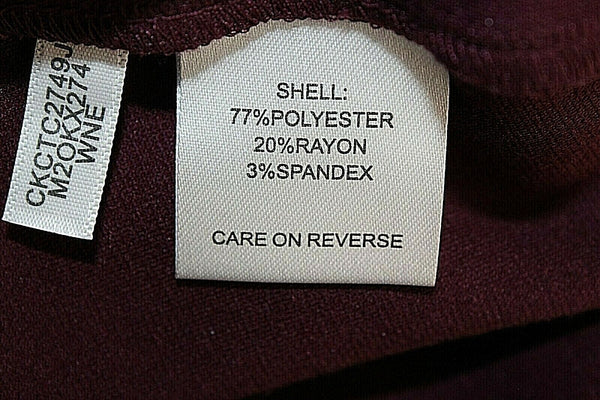 CKCTC2749J
M2OKX274
WNE
SHELL:
77%POLYESTER
20%RAYON
3%SPANDEX
CARE ON REVERSE